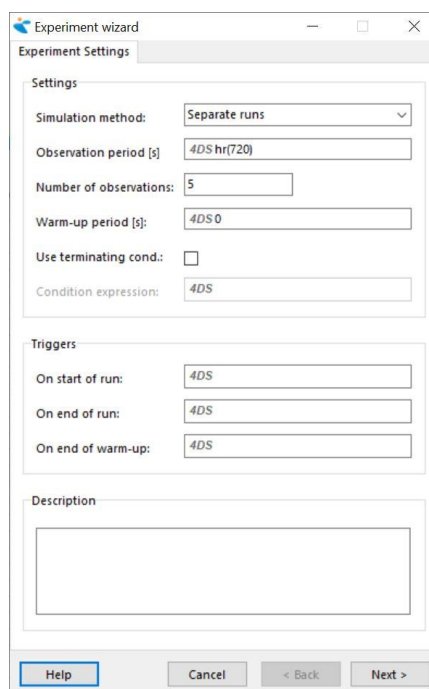 Experiment wizard
Experiment Settings
Settings
Simulation method: Separate runs
Observation period [s] 4DS hr(720)
Number of observations: 5
Warm-up period [s]: 4DS 0
Use terminating cond.:
Condition expression: 4DS
Triggers
On start of run: 4DS
On end of run: 4DS
On end of warm-up: 4DS
Description
Help Cancel < Back Next >